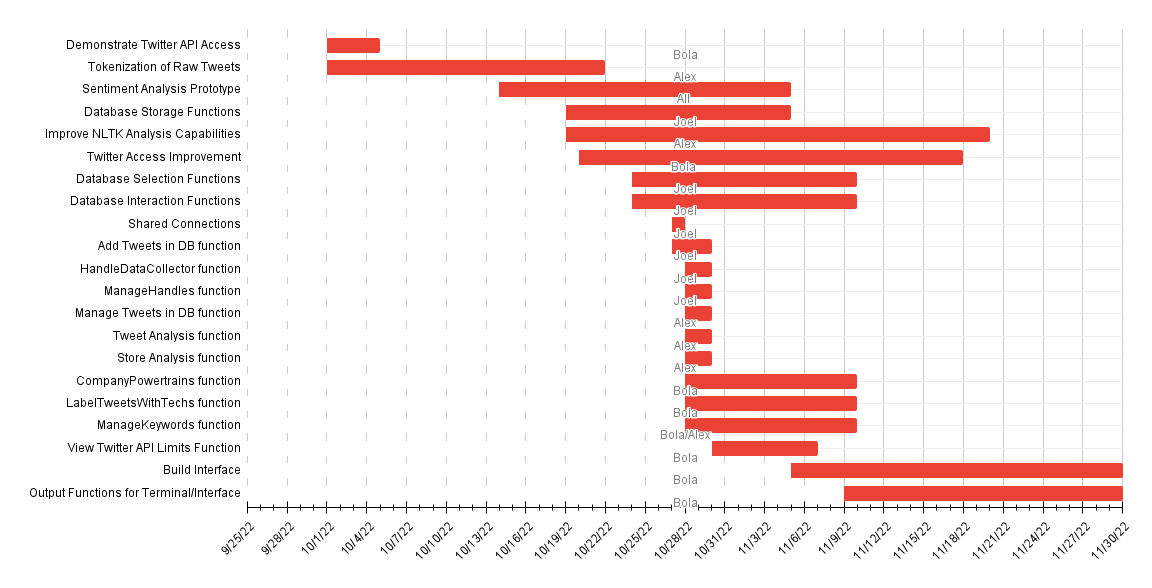 Demonstrate Twitter API Access
Bola
Tokenization of Raw Tweets
Alex
Sentiment Analysis Prototype
All
Database Storage Functions
Joel
Improve NLTK Analysis Capabilities
Alex
Twitter Access Improvement
Bola
Database Selection Functions
Joel
Database Interaction Functions
Joel
Shared Connections
Joel
Add Tweets in DB function
Joel
HandleDataCollector function
Joel
ManageHandles function
Joel
Manage Tweets in DB function
Alex
Tweet Analysis function
Alex
Store Analysis function
Alex
CompanyPowertrains function
Bola
LabelTweetsWithTechs function
Bola
ManageKeywords function
Bola/Alex
View Twitter API Limits Function
Bola
Build Interface
Bola
Output Functions for Terminal/Interface
Bola
9/25/22
9/28/22
10/1/22
10/4/22
10/7/22
10/10/22
10/13/22
10/16/22
10/19/22
10/22/22
10/25/22
10/28/22
10/31/22
11/3/22
11/6/22
11/9/22
11/12/22
11/15/22
11/18/22
11/21/22
11/24/22
11/27/22
11/30/22